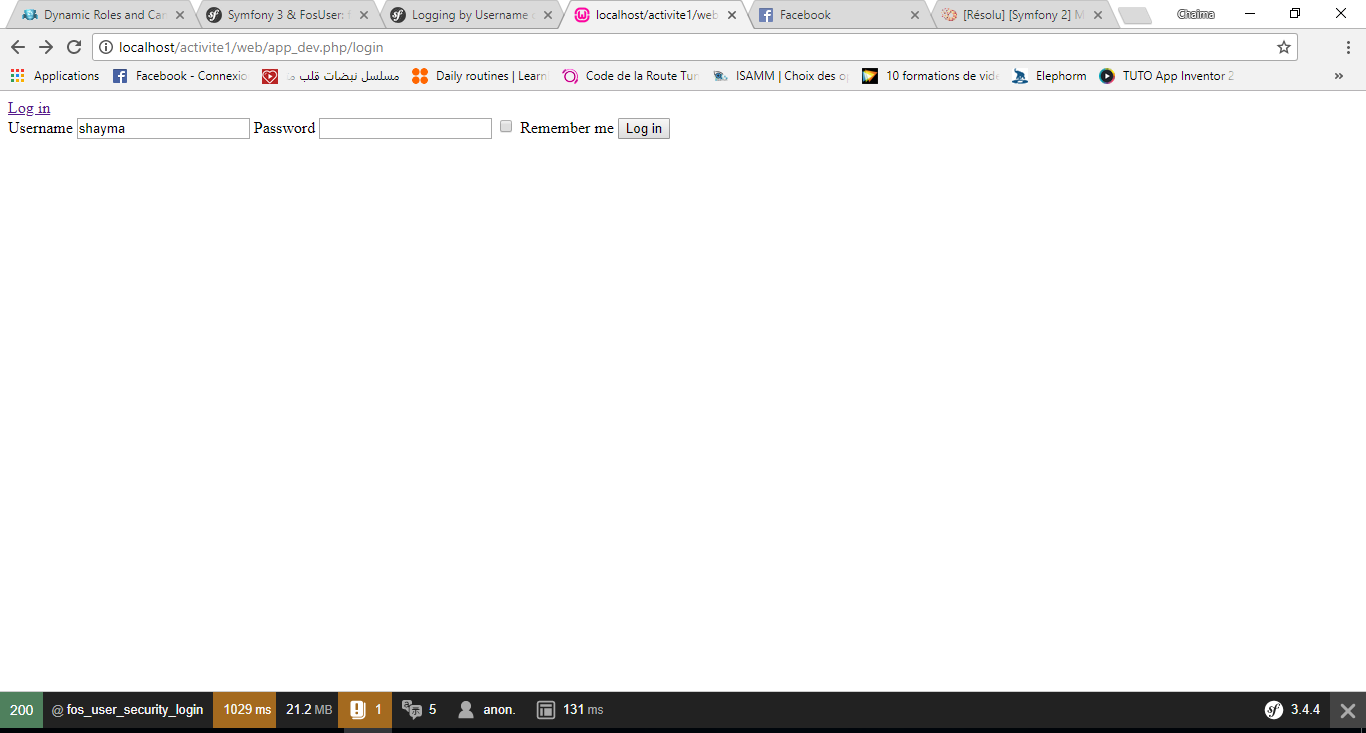 Dynamic Roles and Ca
Symfony 3 & FosUser:
Logging by Username
localhost/activite1/web
Facebook
[Résolu] [Symfony 2] M
Chaima
localhost/activite1/web/app_dev.php/login
Applications
Facebook - Connexio
مسلسل نبضات قلب
Daily routines | Learn
Code de la Route Tun
ISAMM | Choix des o
10 formations de vid
Elephorm
TUTO App Inventor 2
»
Log in
Username shayma Password Remember me Log in
200 @ fos_user_security_login 1029 ms 21.2 MB 1 5 anon. 131 ms sf 3.4.4